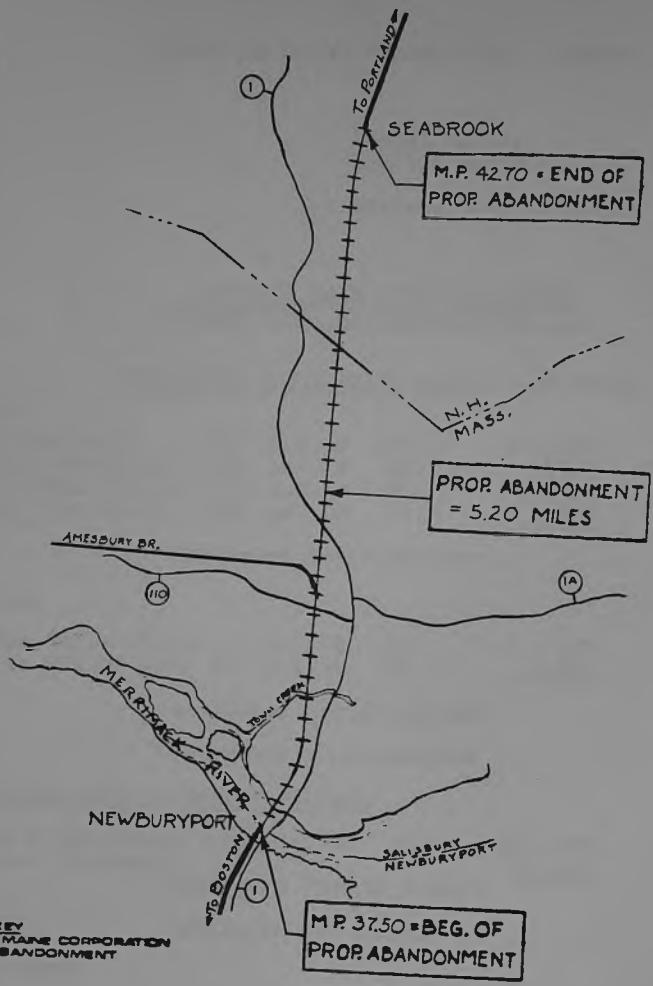 TO PORTLAND
1
SEABROOK
M.P. 42.70 = END OF
PROP. ABANDONMENT
N.H.
MASS.
PROP. ABANDONMENT
= 5.20 MILES
AMESBURY BR.
110
1A
TOWN CREEK
MERRIMACK RIVER
NEWBURYPORT
SALISBURY
NEWBURYPORT
TO BOSTON
1
M.P. 37.50 = BEG. OF
PROP. ABANDONMENT
MAINE CORPORATION